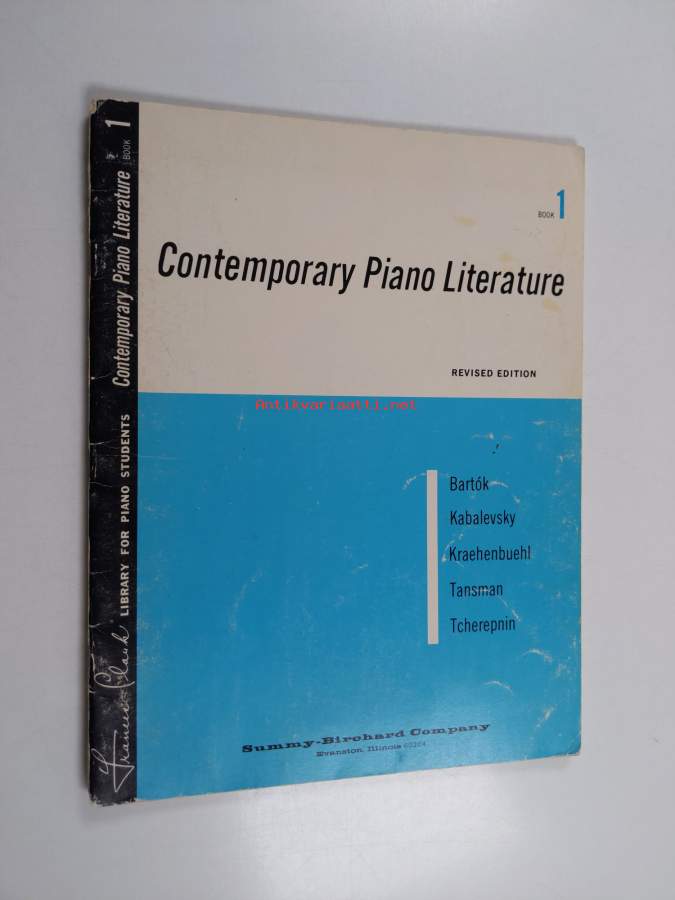 BOOK 1
Contemporary Piano Literature
REVISED EDITION
Antikvariaatti.net
Bartók
Kabalevsky
Kraehenbuehl
Tansman
Tcherepnin
Summy-Birchard Company
Evanston, Illinois 60204
Frances Clark LIBRARY FOR PIANO STUDENTS Contemporary Piano Literature BOOK 1